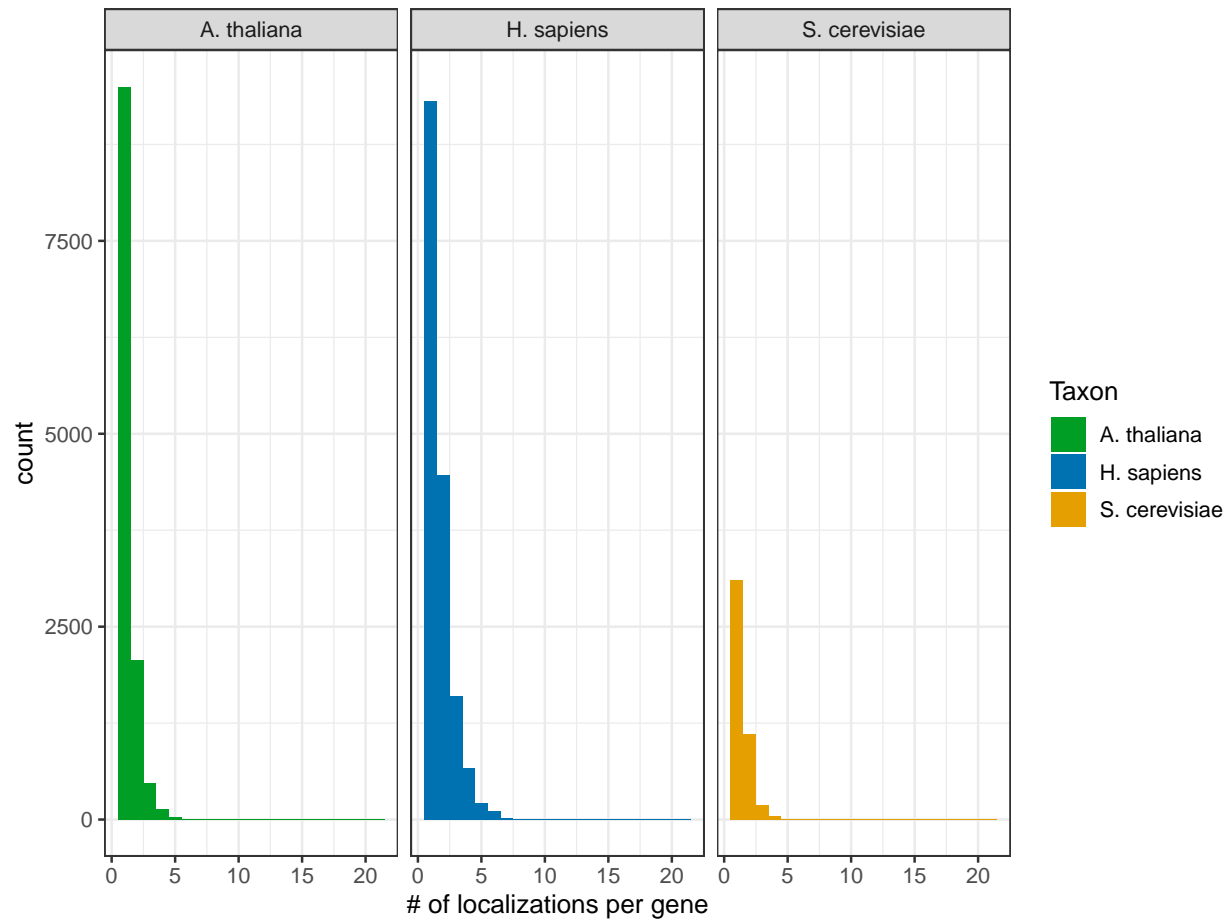 A. thaliana
H. sapiens
S. cerevisiae
7500
5000
2500
0
count
0 5 10 15 20
0 5 10 15 20
0 5 10 15 20
# of localizations per gene
Taxon
A. thaliana
H. sapiens
S. cerevisiae